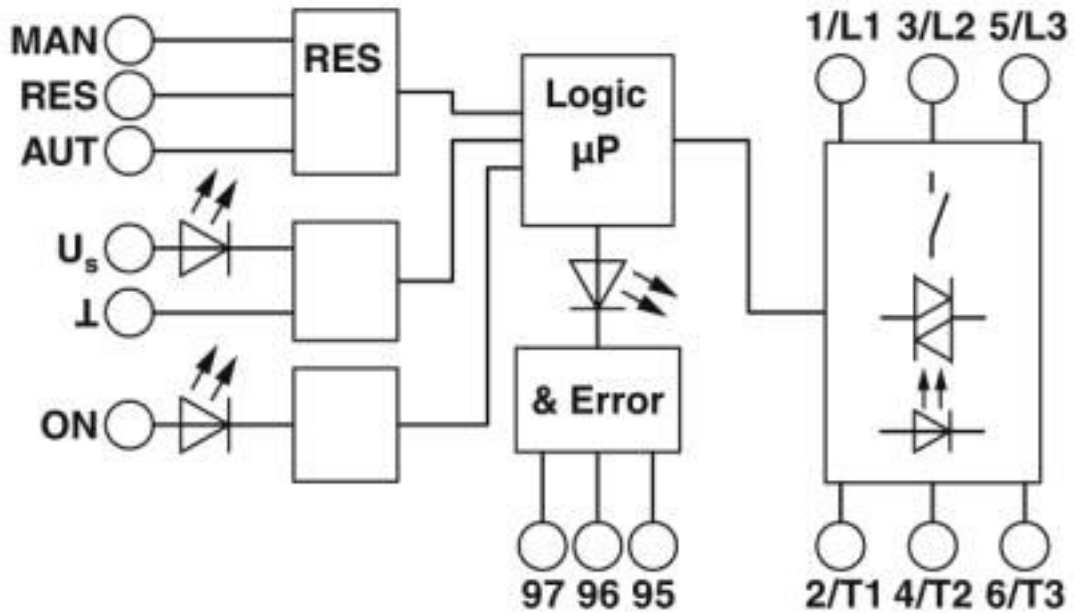 MAN
RES
AUT
U_s
⊥
ON
RES
Logic
µP
& Error
97 96 95
1/L1 3/L2 5/L3
2/T1 4/T2 6/T3